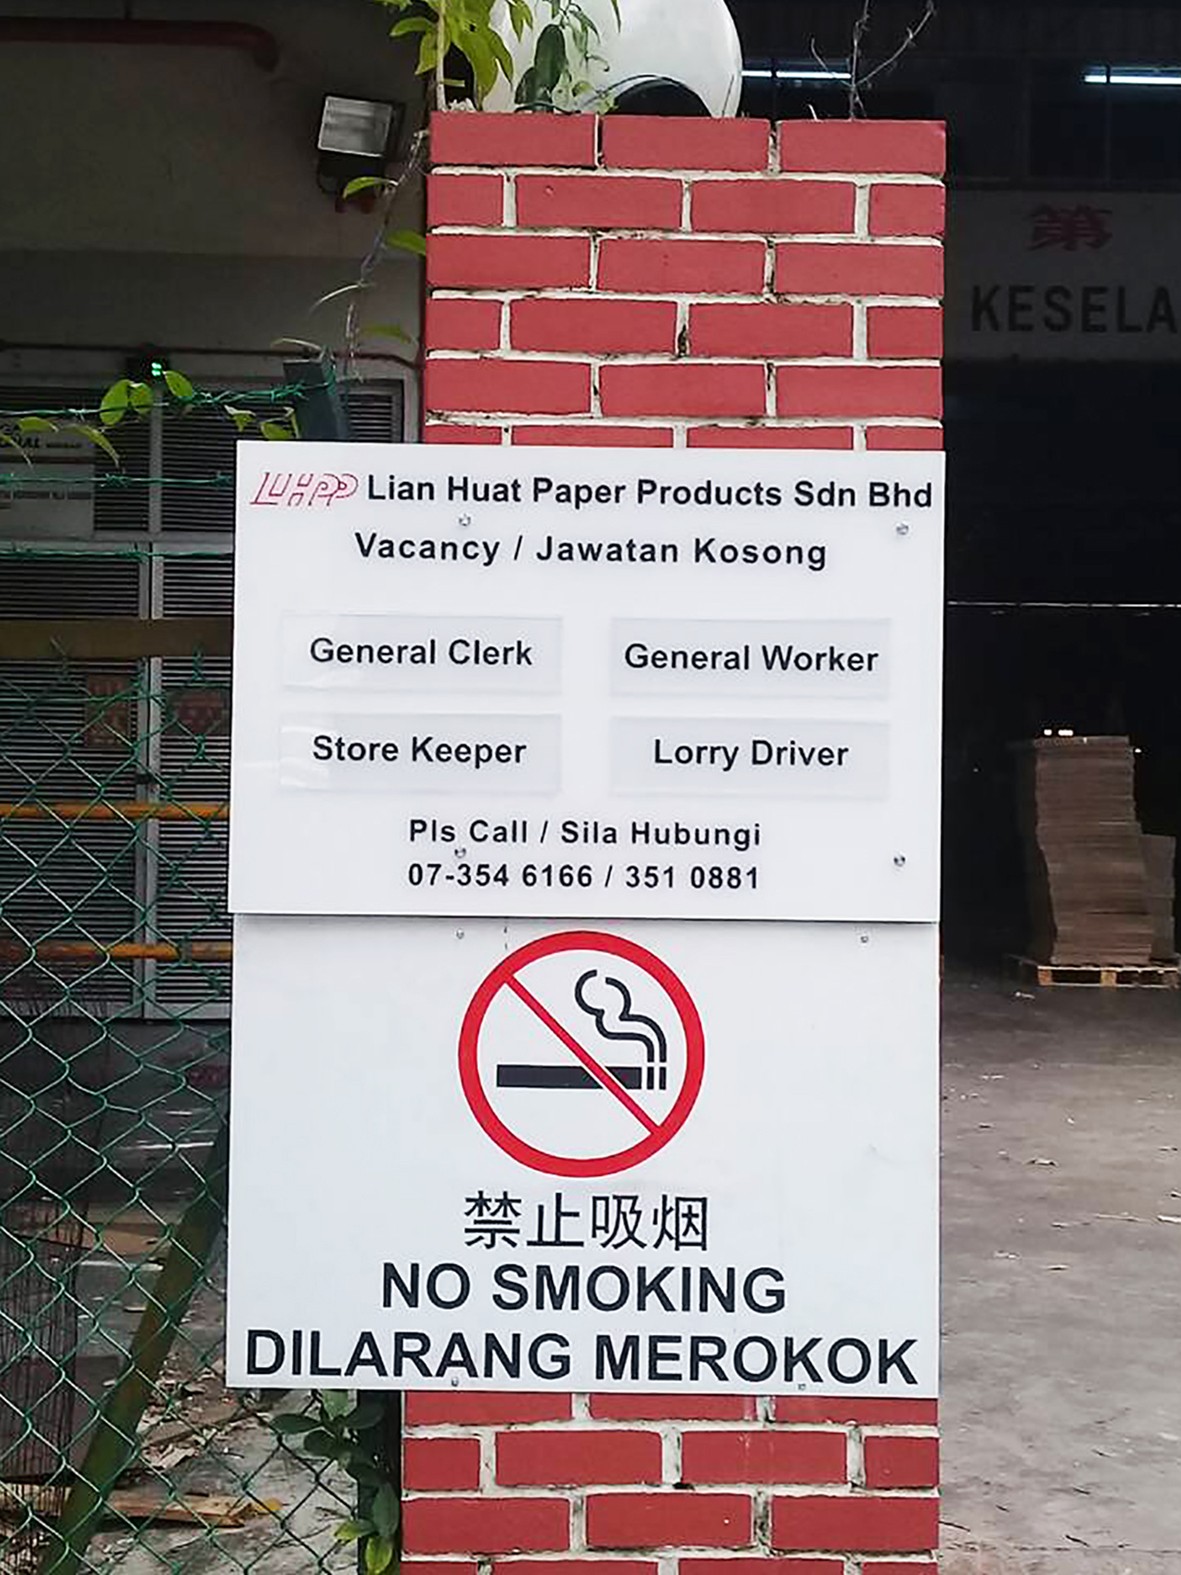 第
KESELA
LHPP Lian Huat Paper Products Sdn Bhd
Vacancy / Jawatan Kosong
General Clerk
General Worker
Store Keeper
Lorry Driver
Pls Call / Sila Hubungi
07-354 6166 / 351 0881
禁止吸烟
NO SMOKING
DILARANG MEROKOK